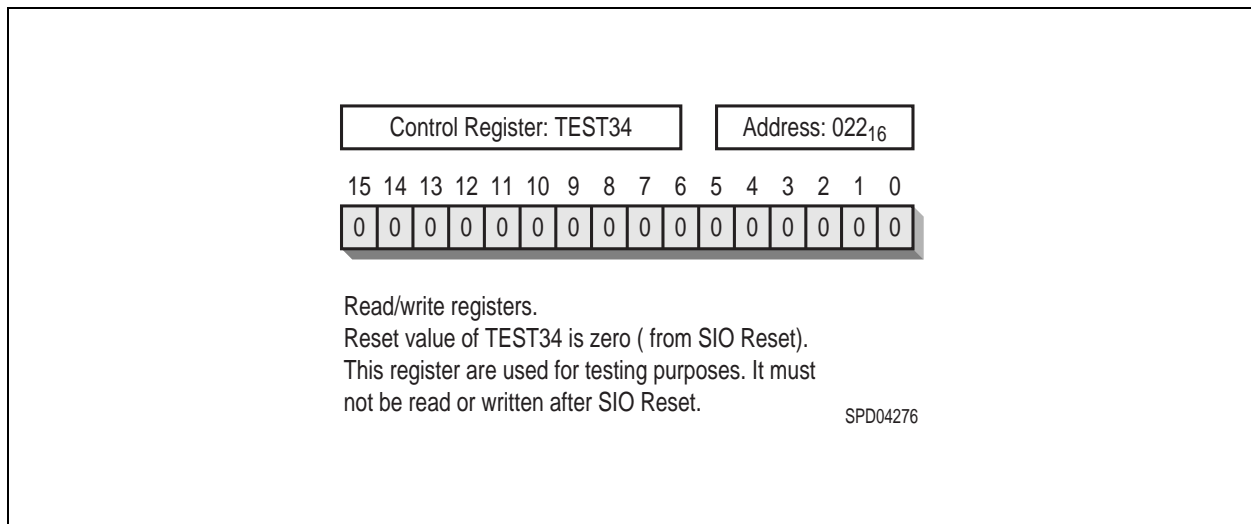 Control Register: TEST34 Address: 022₁₆
15 14 13 12 11 10 9 8 7 6 5 4 3 2 1 0
0 0 0 0 0 0 0 0 0 0 0 0 0 0 0 0
Read/write registers.
Reset value of TEST34 is zero ( from SIO Reset).
This register are used for testing purposes. It must
not be read or written after SIO Reset.
SPD04276